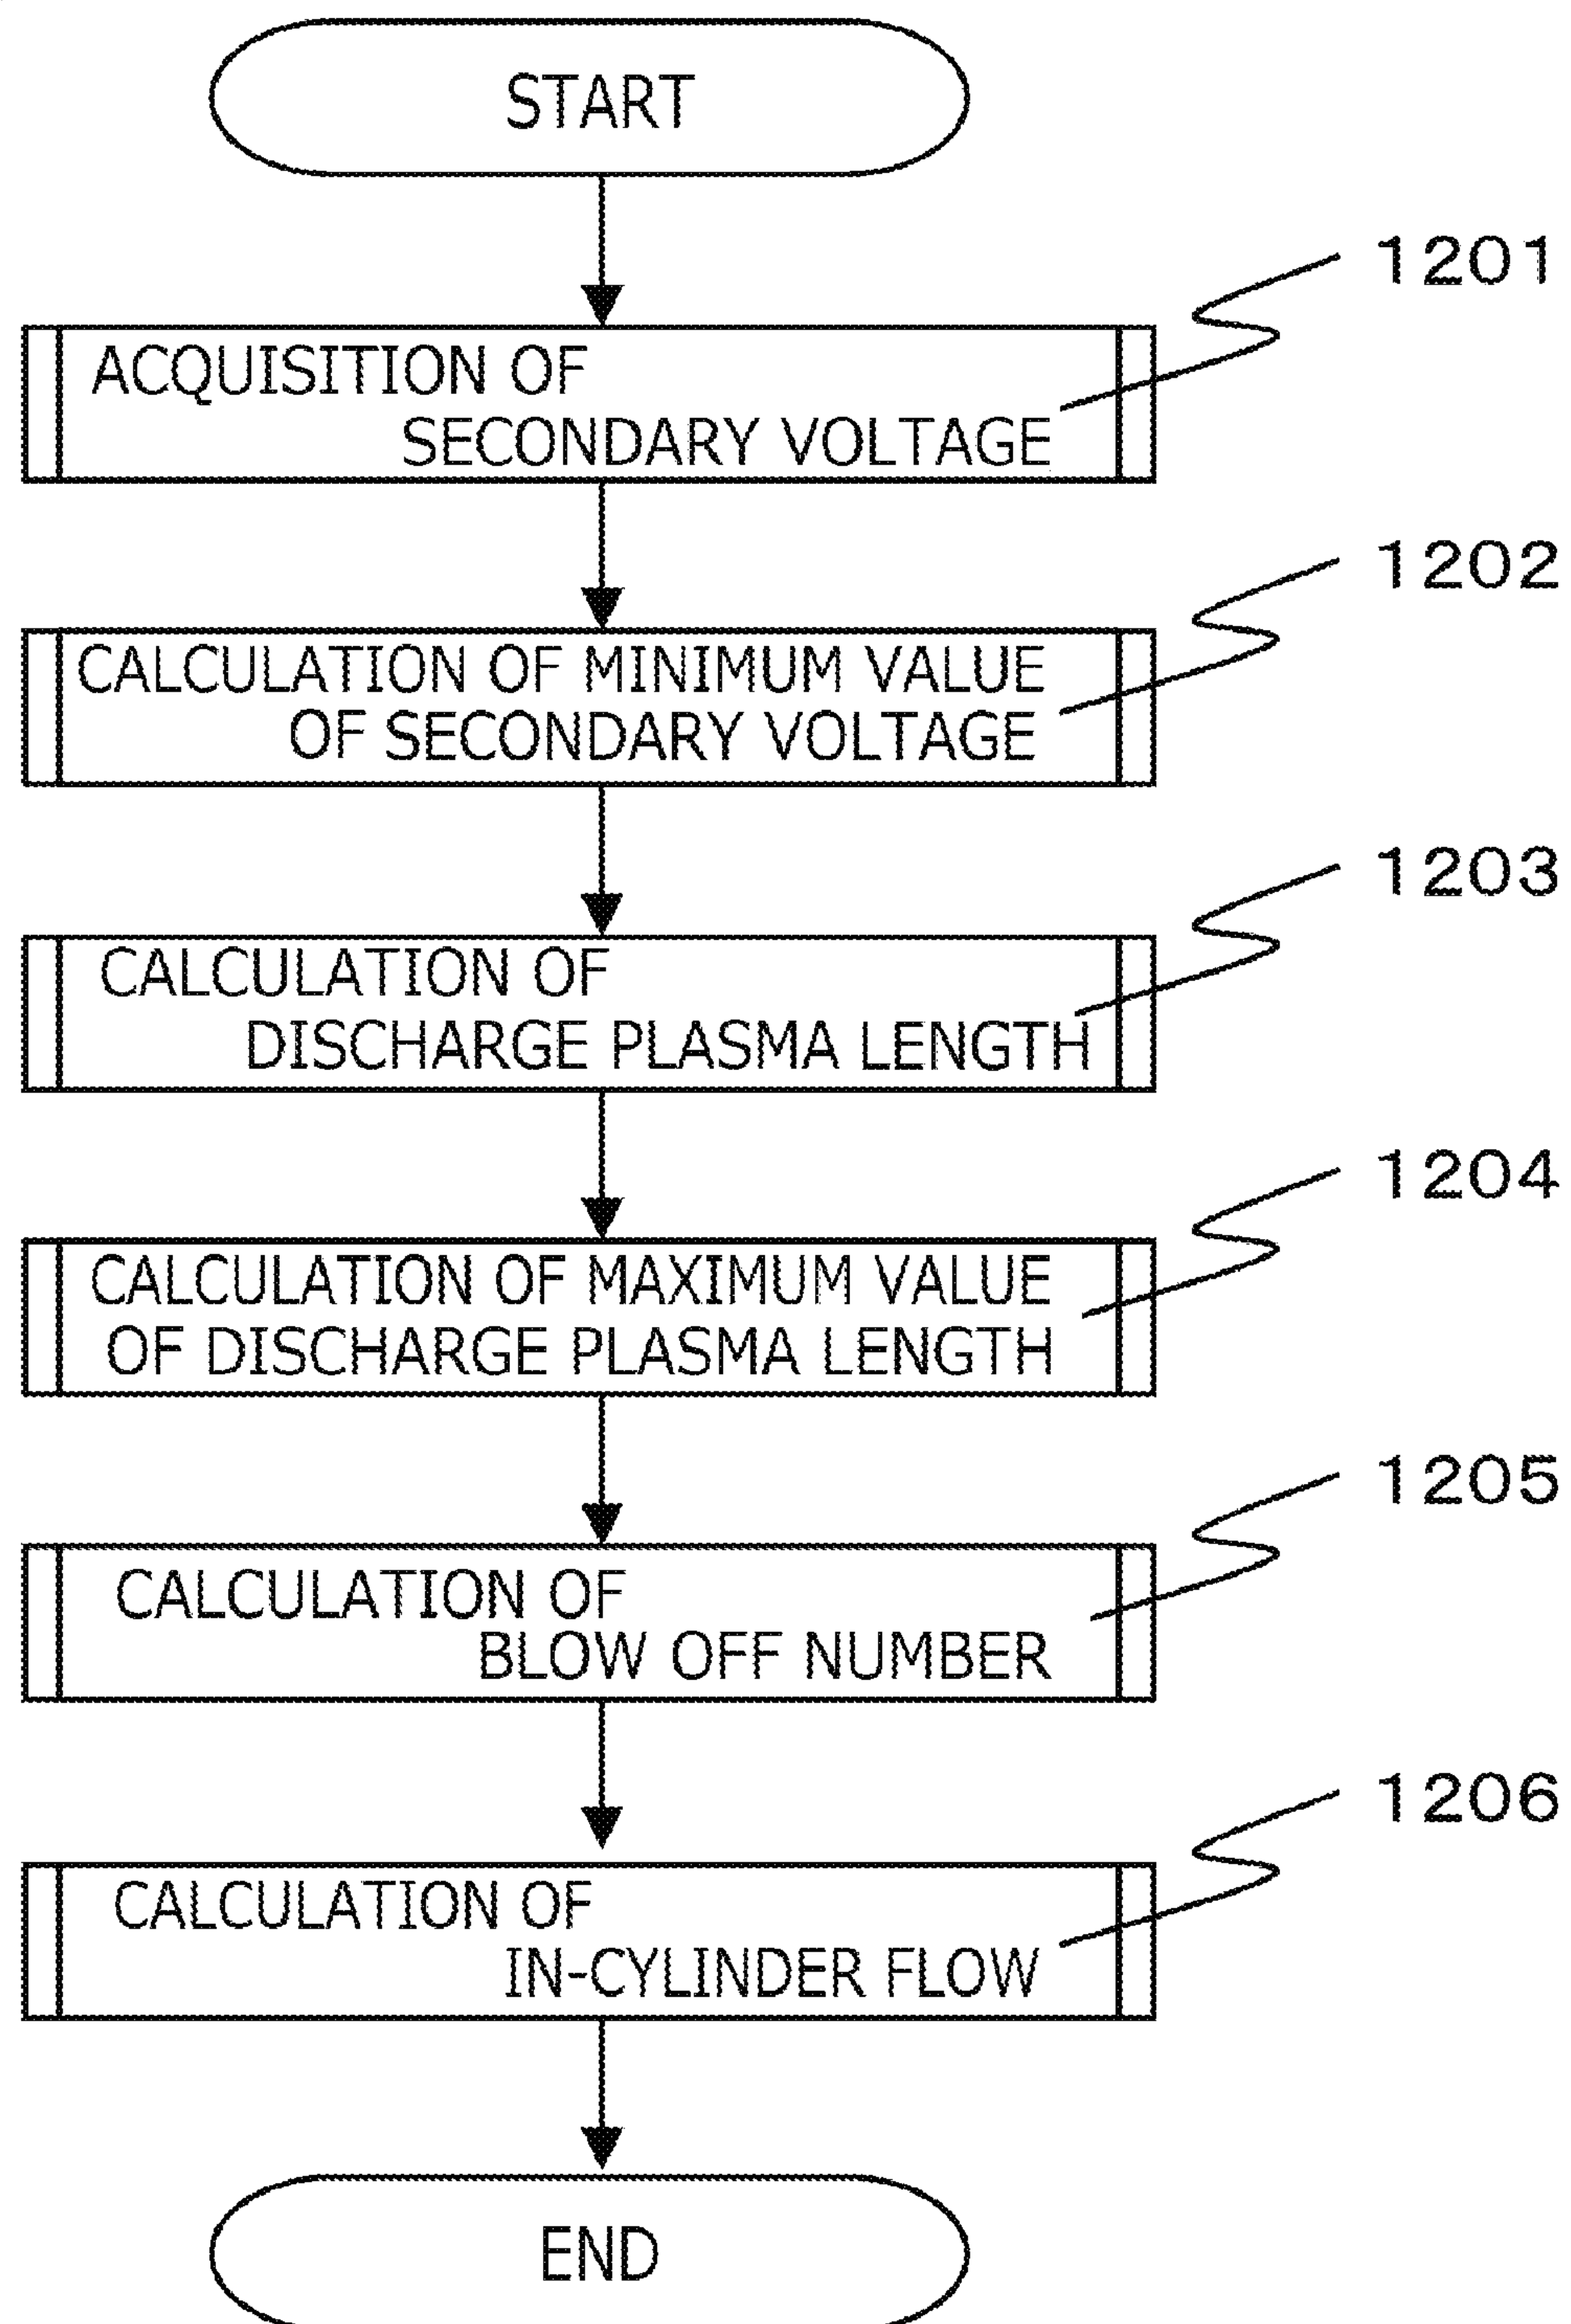 START
1201
ACQUISITION OF
SECONDARY VOLTAGE
1202
CALCULATION OF MINIMUM VALUE
OF SECONDARY VOLTAGE
1203
CALCULATION OF
DISCHARGE PLASMA LENGTH
1204
CALCULATION OF MAXIMUM VALUE
OF DISCHARGE PLASMA LENGTH
1205
CALCULATION OF
BLOW OFF NUMBER
1206
CALCULATION OF
IN-CYLINDER FLOW
END